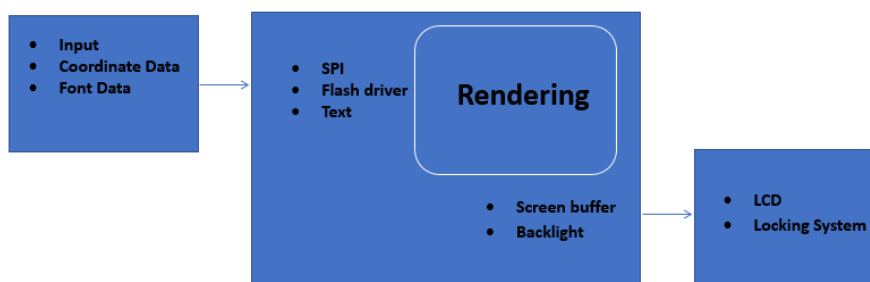 Input
Coordinate Data
Font Data
SPI
Flash driver
Text
Rendering
Screen buffer
Backlight
LCD
Locking System